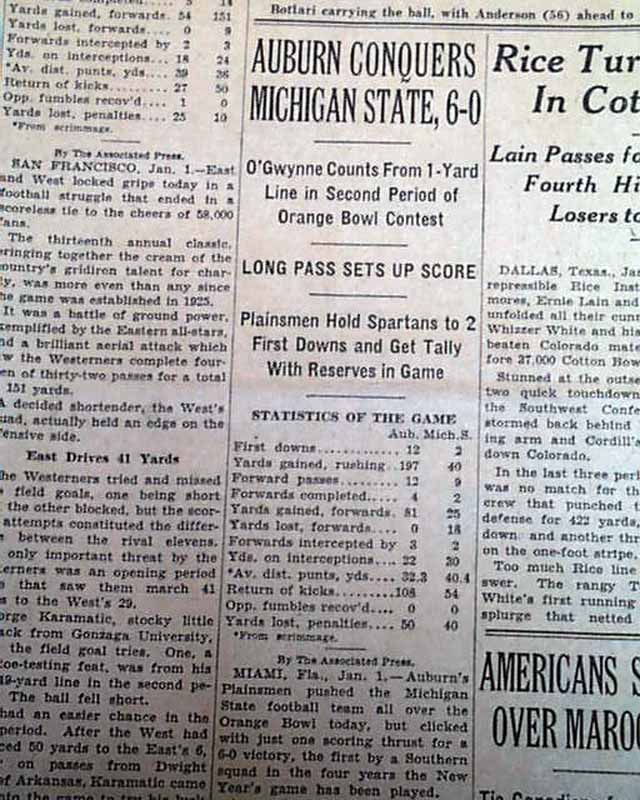 Botlari carrying the ball, with Anderson (56) ahead to
Yards gained, forwards. 54 151
Yards lost, forwards.... 0 9
Forwards intercepted by 2 3
Yds. on interceptions... 18 24
*Av. dist. punts, yds... 39 36
Return of kicks......... 27 50
Opp. fumbles recov'd.... 1 0
Yards lost, penalties.... 25 10
*From scrimmage.
By The Associated Press.
SAN FRANCISCO, Jan. 1.—East
and West locked grips today in a
football struggle that ended in a
scoreless tie to the cheers of 58,000
fans.
The thirteenth annual classic,
bringing together the cream of the
country's gridiron talent for char-
ity, was more even than any since
the game was established in 1925.
It was a battle of ground power,
exemplified by the Eastern all-stars,
and a brilliant aerial attack which
saw the Westerners complete four-
teen of thirty-two passes for a total
151 yards.
A decided shortender, the West's
squad, actually held an edge on the
offensive side.
East Drives 41 Yards
The Westerners tried and missed
field goals, one being short
the other blocked, but the scor-
attempts constituted the differ-
between the rival elevens.
only important threat by the
terners was an opening period
that saw them march 41
s to the West's 29.
orge Karamatic, stocky little
ack from Gonzaga University,
the field goal tries. One, a
toe-testing feat, was from his
49-yard line in the second pe-
The ball fell short.
had an easier chance in the
period. After the West had
ced 50 yards to the East's 6,
on passes from Dwight
of Arkansas, Karamatic came
AUBURN CONQUERS
MICHIGAN STATE, 6-0
O'Gwynne Counts From 1-Yard
Line in Second Period of
Orange Bowl Contest
LONG PASS SETS UP SCORE
Plainsmen Hold Spartans to 2
First Downs and Get Tally
With Reserves in Game
STATISTICS OF THE GAME
Aub. Mich.S.
First downs............. 12 2
Yards gained, rushing. 197 40
Forward passes.......... 12 9
Forwards completed..... 4 2
Yards gained, forwards. 81 25
Yards lost, forwards.... 0 18
Forwards intercepted by 3 2
Yds. on interceptions... 22 30
*Av. dist. punts, yds... 32.3 40.4
Return of kicks.........108 54
Opp. fumbles recov'd... 0 0
Yards lost, penalties... 50 40
*From scrimmage.
By The Associated Press.
MIAMI, Fla., Jan. 1.—Auburn's
Plainsmen pushed the Michigan
State football team all over the
Orange Bowl today, but clicked
with just one scoring thrust for a
6-0 victory, the first by a Southern
squad in the four years the New
Year's game has been played.
Rice Tur
In Cot
Lain Passes fo
Fourth Hi
Losers to
DALLAS, Texas., Jan
repressible Rice Inst
mores, Ernie Lain and
unfolded all their cunn
Whizzer White and his
beaten Colorado mate
fore 37,000 Cotton Bow
Stunned at the outse
two quick touchdown
the Southwest Confe
stormed back behind
ing arm and Cordill's
down Colorado.
In the last three peri
was no match for th
crew that punched t
defense for 422 yards,
down and another thr
on the one-foot stripe.
Too much Rice line
swer. The rangy T
White's first running
splurge that netted
AMERICANS S
OVER MARO